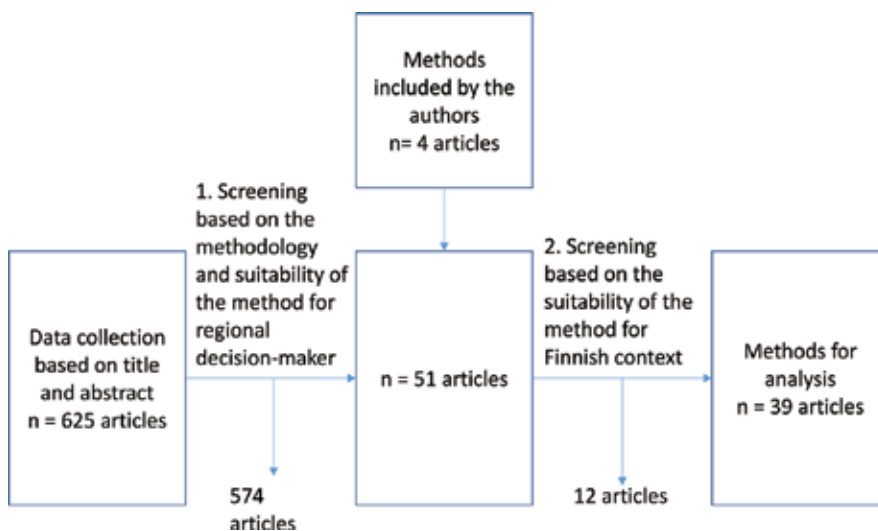 Methods
included by the
authors
n= 4 articles
1. Screening
based on the
methodology
and suitability of
the method for
regional
decision-maker
2. Screening
based on the
suitability of the
method for
Finnish context
Data collection
based on title
and abstract
n = 625 articles
n = 51 articles
Methods for
analysis
n = 39 articles
574
articles
12 articles